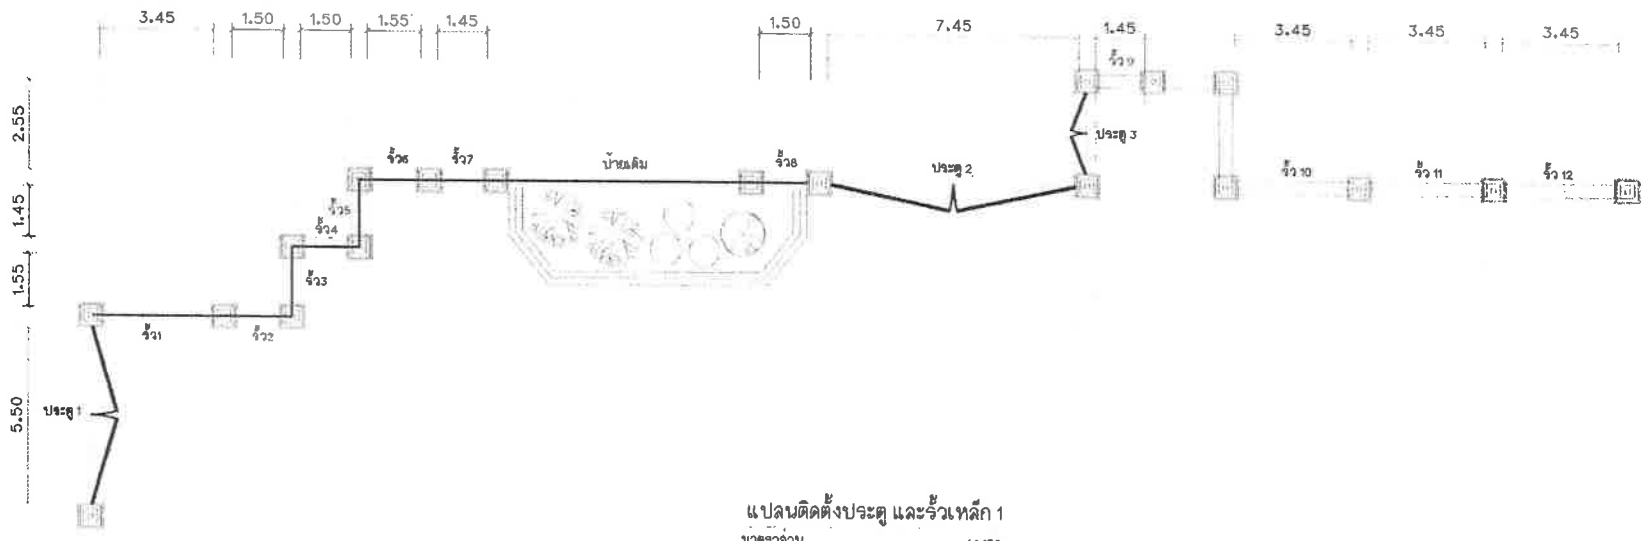 3.45 1.50 1.50 1.55 1.45 1.50 7.45 1.45 3.45 3.45 3.45
รั้ว9
2.55
ประตู 3
รั้ว6 รั้ว7 ป้ายเดิม รั้ว8 ประตู 2 รั้ว 10 รั้ว 11 รั้ว 12
1.45
รั้ว5
รั้ว4
1.55
รั้ว3
รั้ว1 รั้ว2
5.50
ประตู 1
แปลนติดตั้งประตู และรั้วเหล็ก 1